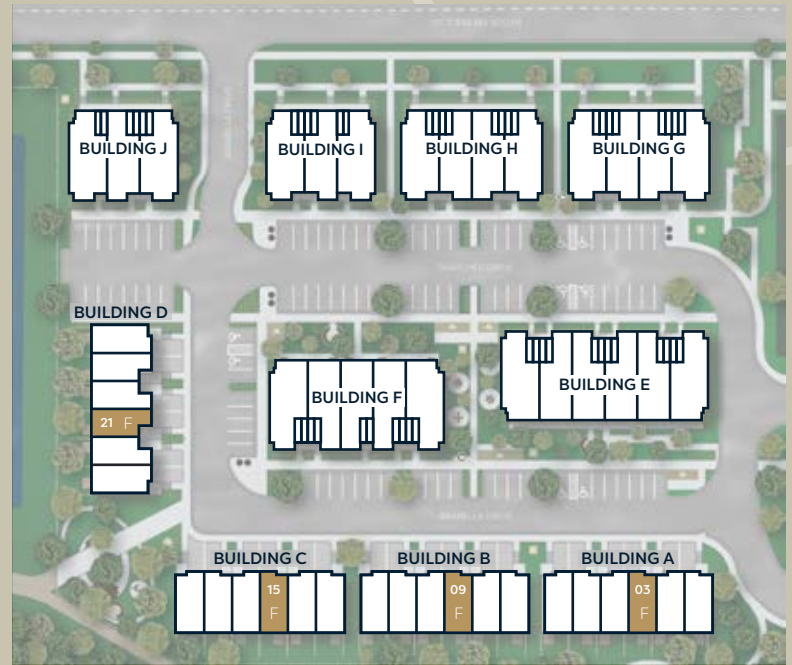 BUILDING J
BUILDING I
BUILDING H
BUILDING G
BUILDING D
BUILDING E
BUILDING F
21 F
BUILDING C
BUILDING B
BUILDING A
15
F
09
F
03
F